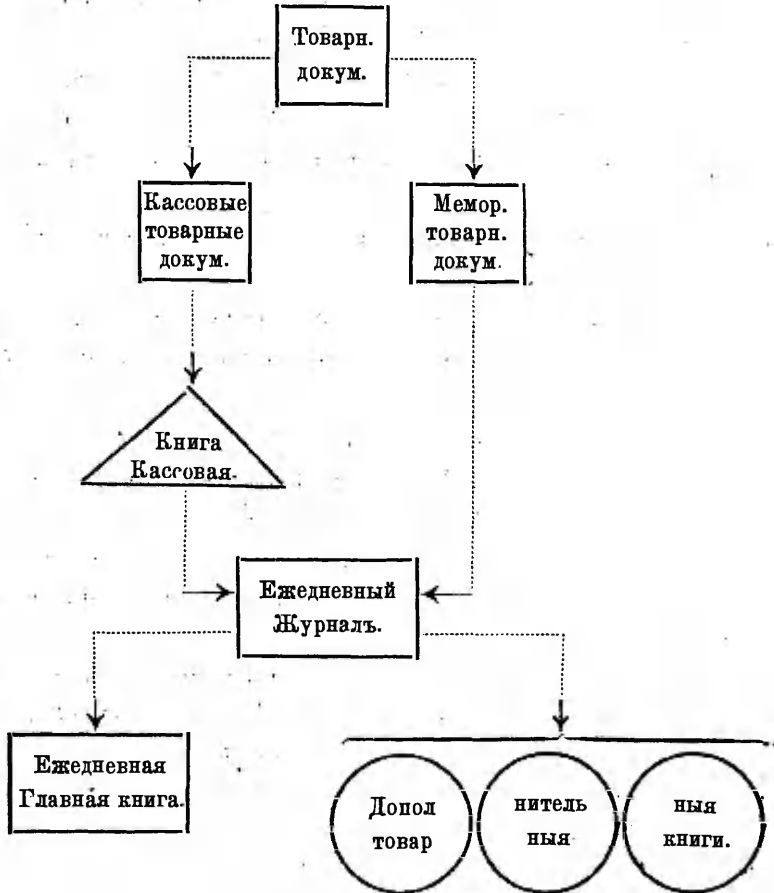 Товарн.
докум.
Кассовые
товарные
докум.
Мемор.
товарн.
докум.
Книга
Кассовая.
Ежедневный
Журналъ.
Ежедневная
Главная книга.
Допол нитель ныя
товар ныя книги.